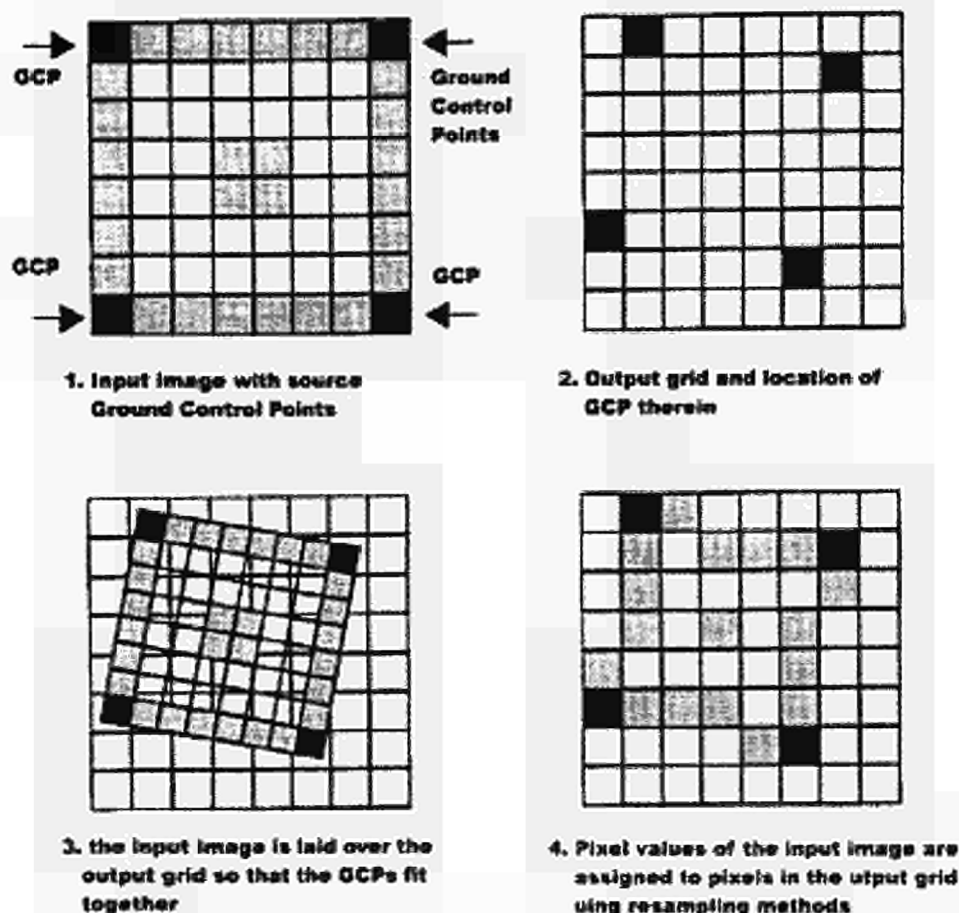 GCP
Ground
Control
Points
GCP
GCP
1. Input image with source
Ground Control Points
2. Output grid and location of
GCP therein
3. the input image is laid over the
output grid so that the GCPs fit
together
4. Pixel values of the input image are
assigned to pixels in the utput grid
uing resampling methods